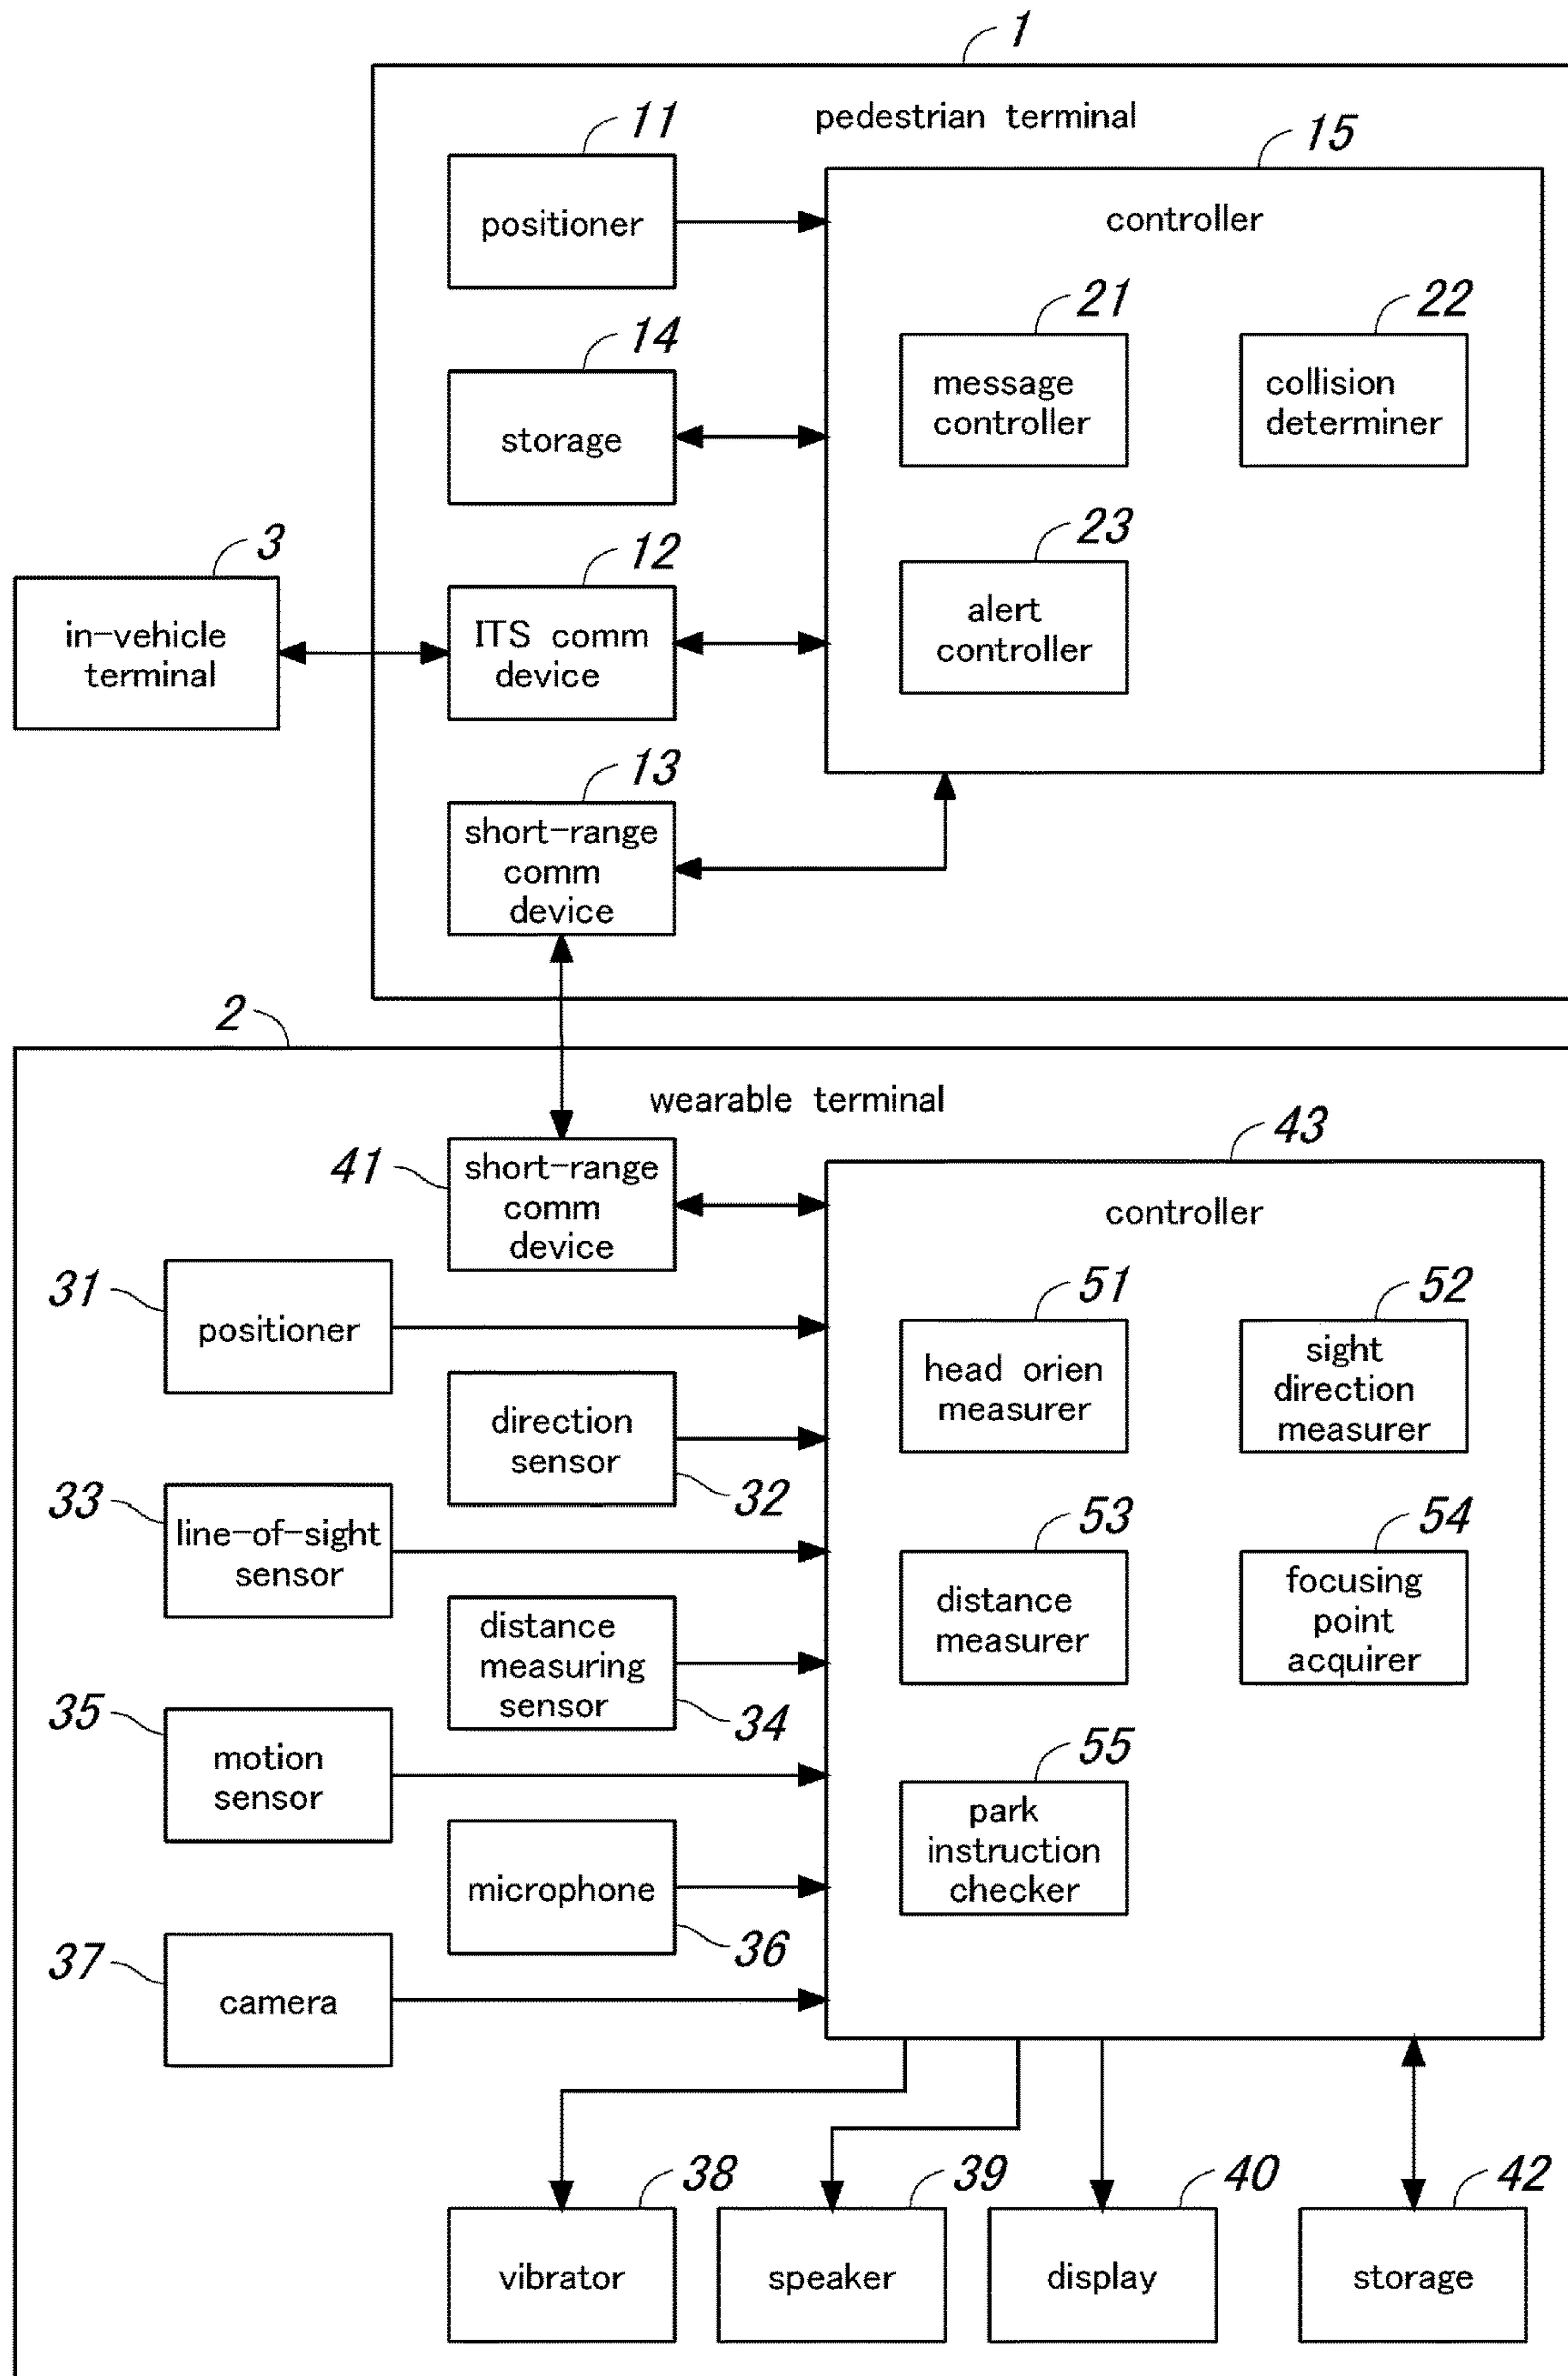 1
pedestrian terminal
11
positioner
15
controller
14
storage
21
message
controller
22
collision
determiner
3
in-vehicle
terminal
12
ITS comm
device
23
alert
controller
13
short-range
comm
device
2
wearable terminal
41
short-range
comm
device
43
controller
31
positioner
51
head orien
measurer
52
sight
direction
measurer
direction
sensor
32
33
line-of-sight
sensor
53
distance
measurer
54
focusing
point
acquirer
distance
measuring
sensor
34
35
motion
sensor
55
park
instruction
checker
microphone
36
37
camera
38
vibrator
39
speaker
40
display
42
storage